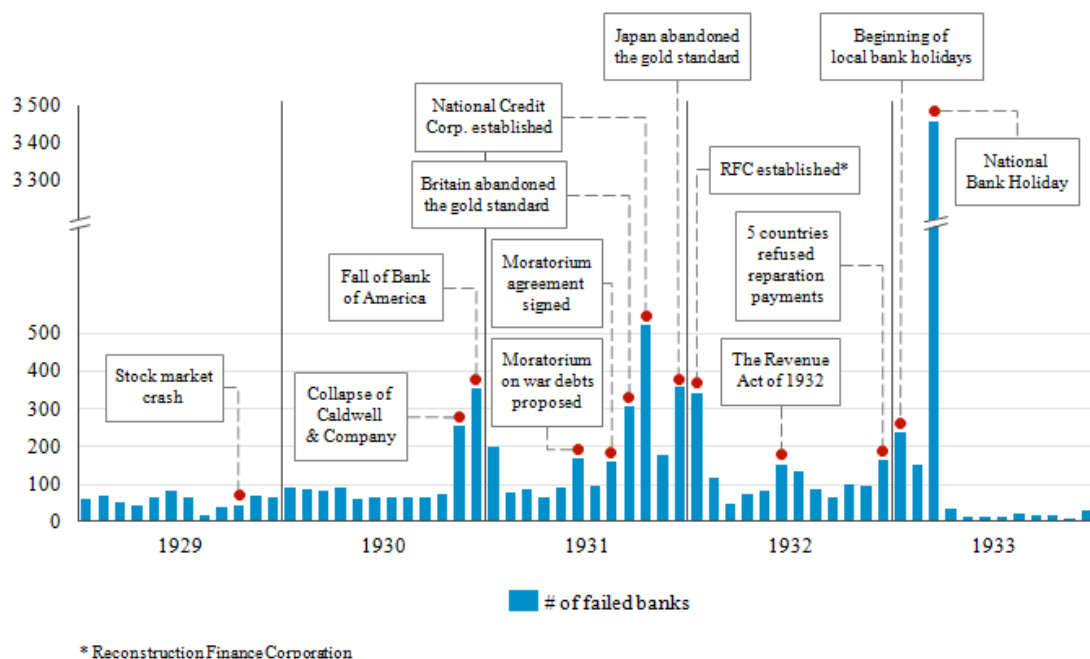 Japan abandoned
the gold standard
Beginning of
local bank holidays
National Credit
Corp. established
Britain abandoned
the gold standard
RFC established*
National
Bank Holiday
Fall of Bank
of America
Moratorium
agreement
signed
5 countries
refused
reparation
payments
Stock market
crash
Collapse of
Caldwell
& Company
Moratorium
on war debts
proposed
The Revenue
Act of 1932
3 500
3 400
3 300
500
400
300
200
100
0
1929
1930
1931
1932
1933
# of failed banks
* Reconstruction Finance Corporation